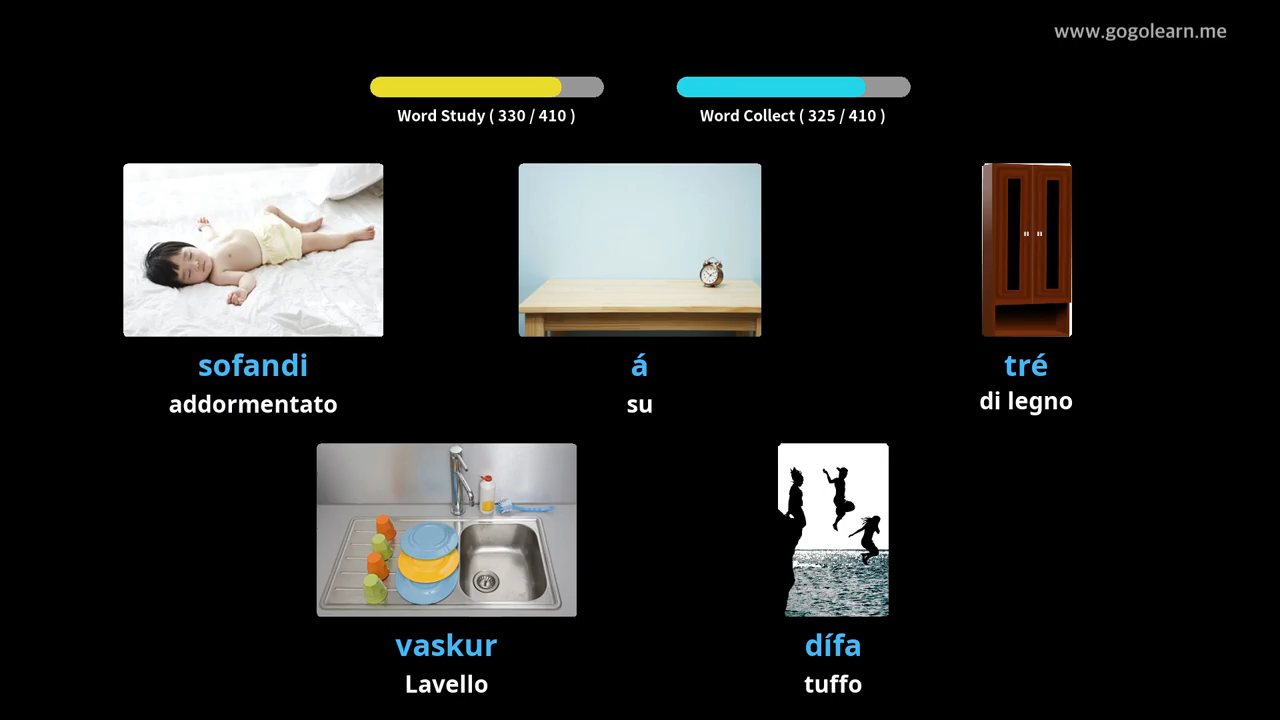 www.gogolearn.me
Word Study ( 330 / 410 )
Word Collect ( 325 / 410 )
sofandi
á
tré
addormentato
su
di legno
vaskur
dífa
Lavello
tuffo